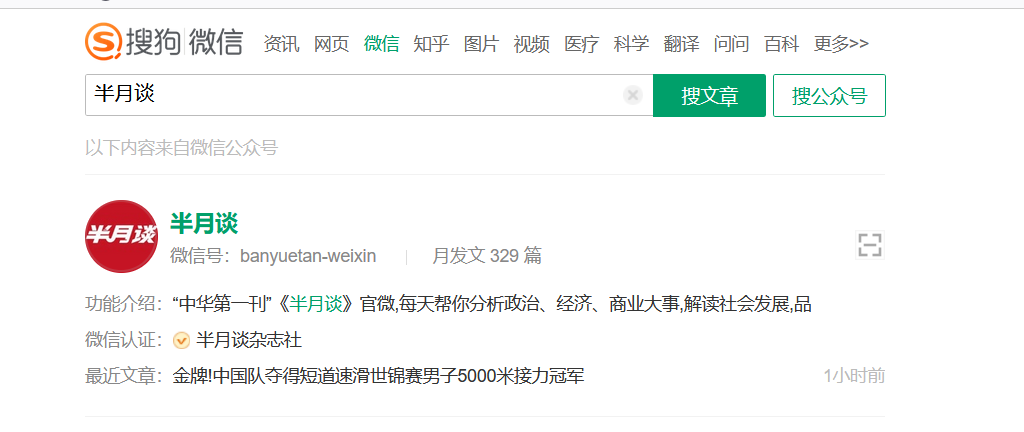 搜狗 微信 资讯 网页 微信 知乎 图片 视频 医疗 科学 翻译 问问 百科 更多>>
半月谈 搜文章 搜公众号
以下内容来自微信公众号
半月谈 半月谈
微信号：banyuetan-weixin 月发文 329 篇
功能介绍：“中华第一刊”《半月谈》官微,每天帮你分析政治、经济、商业大事,解读社会发展,品
微信认证：半月谈杂志社
最近文章：金牌!中国队夺得短道速滑世锦赛男子5000米接力冠军 1小时前